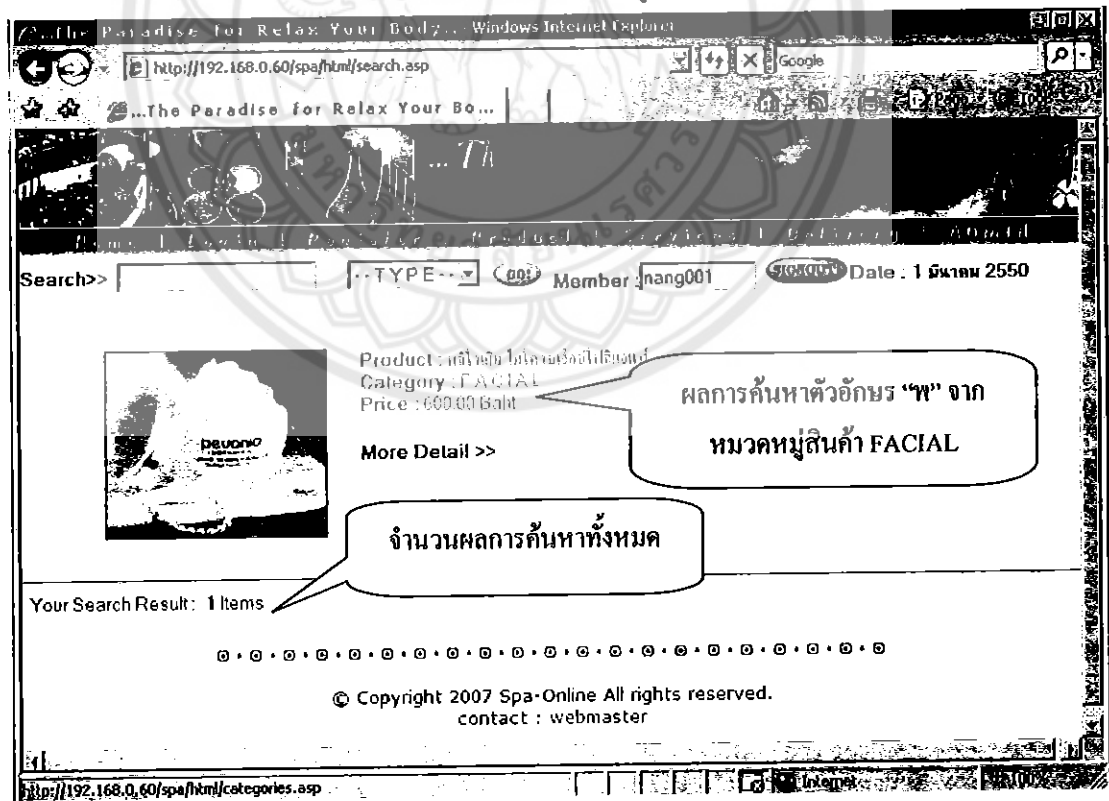 ...The Paradise for Relax Your Body... Windows Internet Explorer
http://192.168.0.60/spa/html/search.asp
Google
...The Paradise for Relax Your Bo...
... Th
Search>> --TYPE-- GO! Member : nang001 Date : 1 มีนาคม 2550
Product :
Category : FACIAL
Price : 600.00 Baht
More Detail >>
pevonia
ผลการค้นหาตัวอักษร “พ” จาก
หมวดหมู่สินค้า FACIAL
จำนวนผลการค้นหาทั้งหมด
Your Search Result : 1 Items
© Copyright 2007 Spa-Online All rights reserved.
contact : webmaster
http://192.168.0.60/spa/html/categories.asp
Internet
100%